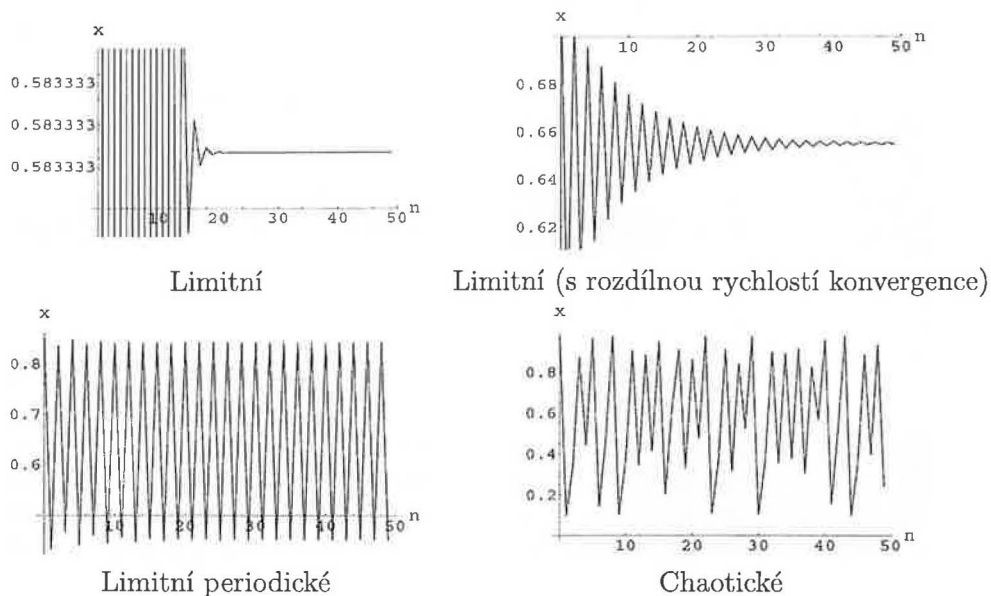 x
0.583333
0.583333
0.583333
10 20 30 40 50 n
Limitní
x
10 20 30 40 50 n
0.68
0.66
0.64
0.62
Limitní (s rozdílnou rychlostí konvergence)
x
0.8
0.7
0.6
10 20 30 40 50 n
Limitní periodické
x
0.8
0.6
0.4
0.2
10 20 30 40 50 n
Chaotické